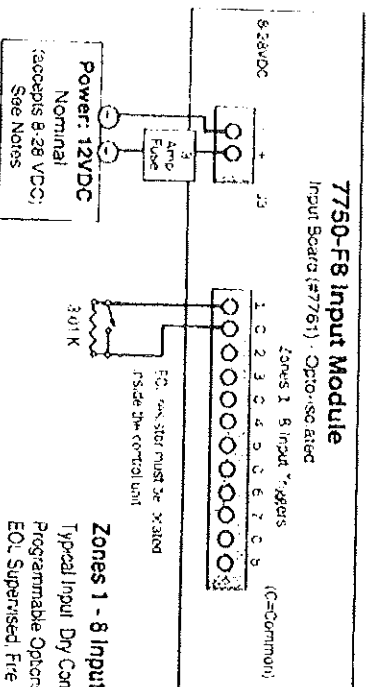 7750-F8 Input Module
Input Board (#7761) - Opto-isolated
8-28VDC
- +
J3
3
Amp
Fuse
Power: 12VDC
Nominal
(accepts 8-28 VDC;
See Notes
Zones 1 - 8 Input Triggers
(C=Common)
1 C 2 3 C 4 5 C 6 7 C 8
3.01 K
EOL resistor must be located
inside the control unit
Zones 1 - 8 Input
Typical Input Dry Con
Programmable Option
EOL Supervised, Fire